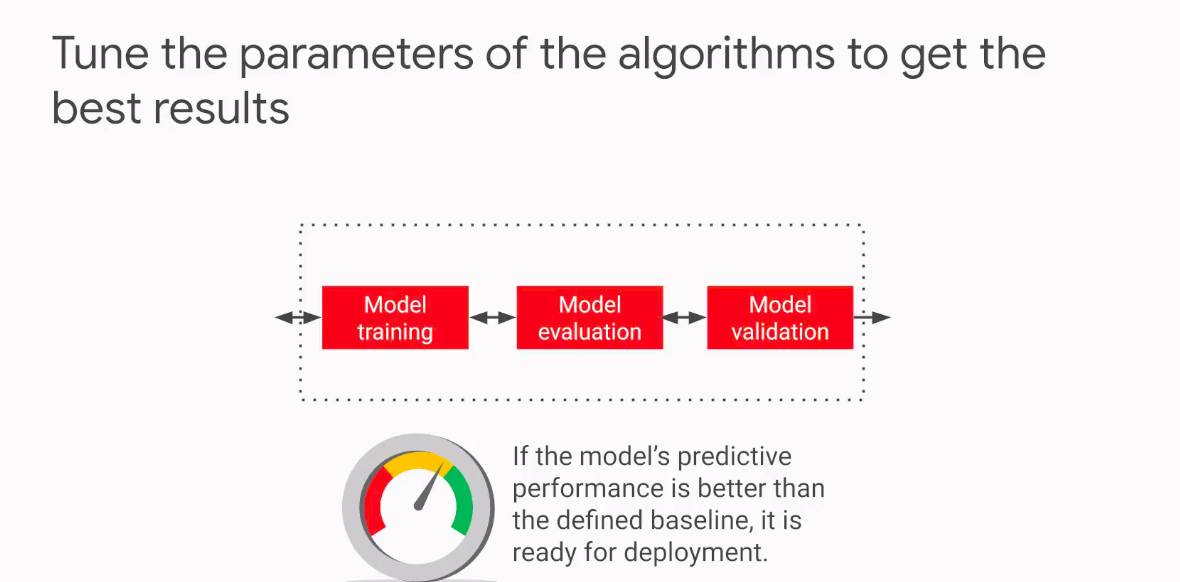 Tune the parameters of the algorithms to get the
best results
Model
training
Model
evaluation
Model
validation
If the model's predictive
performance is better than
the defined baseline, it is
ready for deployment.